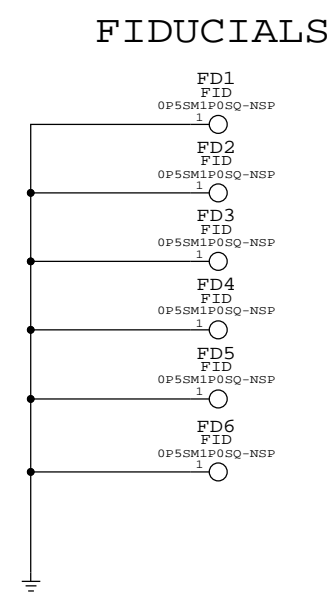 FIDUCIALS
FD1
FID
0P5SM1P0SQ-NSP
1
FD2
FID
0P5SM1P0SQ-NSP
1
FD3
FID
0P5SM1P0SQ-NSP
1
FD4
FID
0P5SM1P0SQ-NSP
1
FD5
FID
0P5SM1P0SQ-NSP
1
FD6
FID
0P5SM1P0SQ-NSP
1